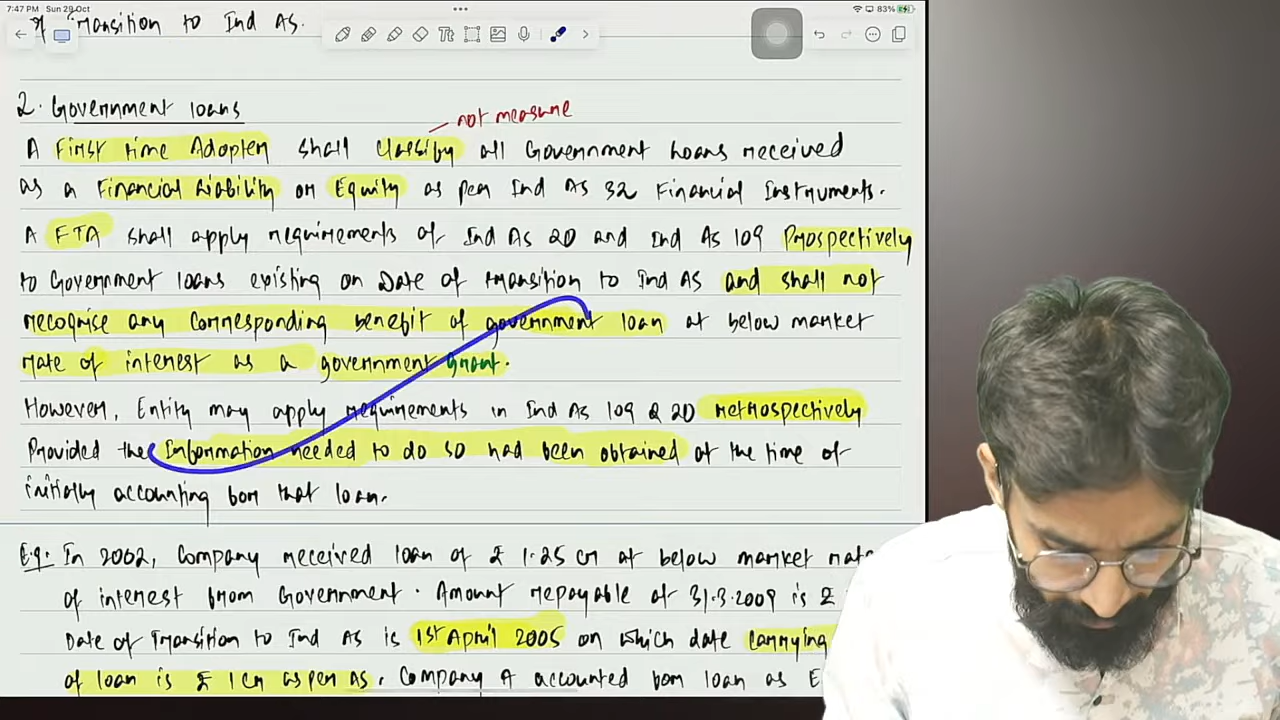 7:47 PM Sun 29 Oct
83%
of transition to Ind AS.
2. Government loans
not measure
A First time Adopter shall classify all Government Loans received
as a Financial Liability or Equity as per Ind AS 32 Financial Instruments.
A FTA shall apply requirements of Ind AS 20 and Ind AS 109 Prospectively
to Government loans existing on Date of transition to Ind AS and shall not
recognise any corresponding benefit of government loan at below market
rate of interest as a government grant.
However, Entity may apply requirements in Ind AS 109 & 20 retrospectively
Provided the Information needed to do so had been obtained at the time of
initially accounting for that loan.
Eg: In 2002, Company received loan of ₹ 1.25 cr at below market rate
of interest from Government. Amount repayable at 31.3.2009 is ₹
Date of Transition to Ind AS is 1st April 2005 on which date carrying
of loan is ₹ 1 cr as per AS. Company A accounted for loan as E